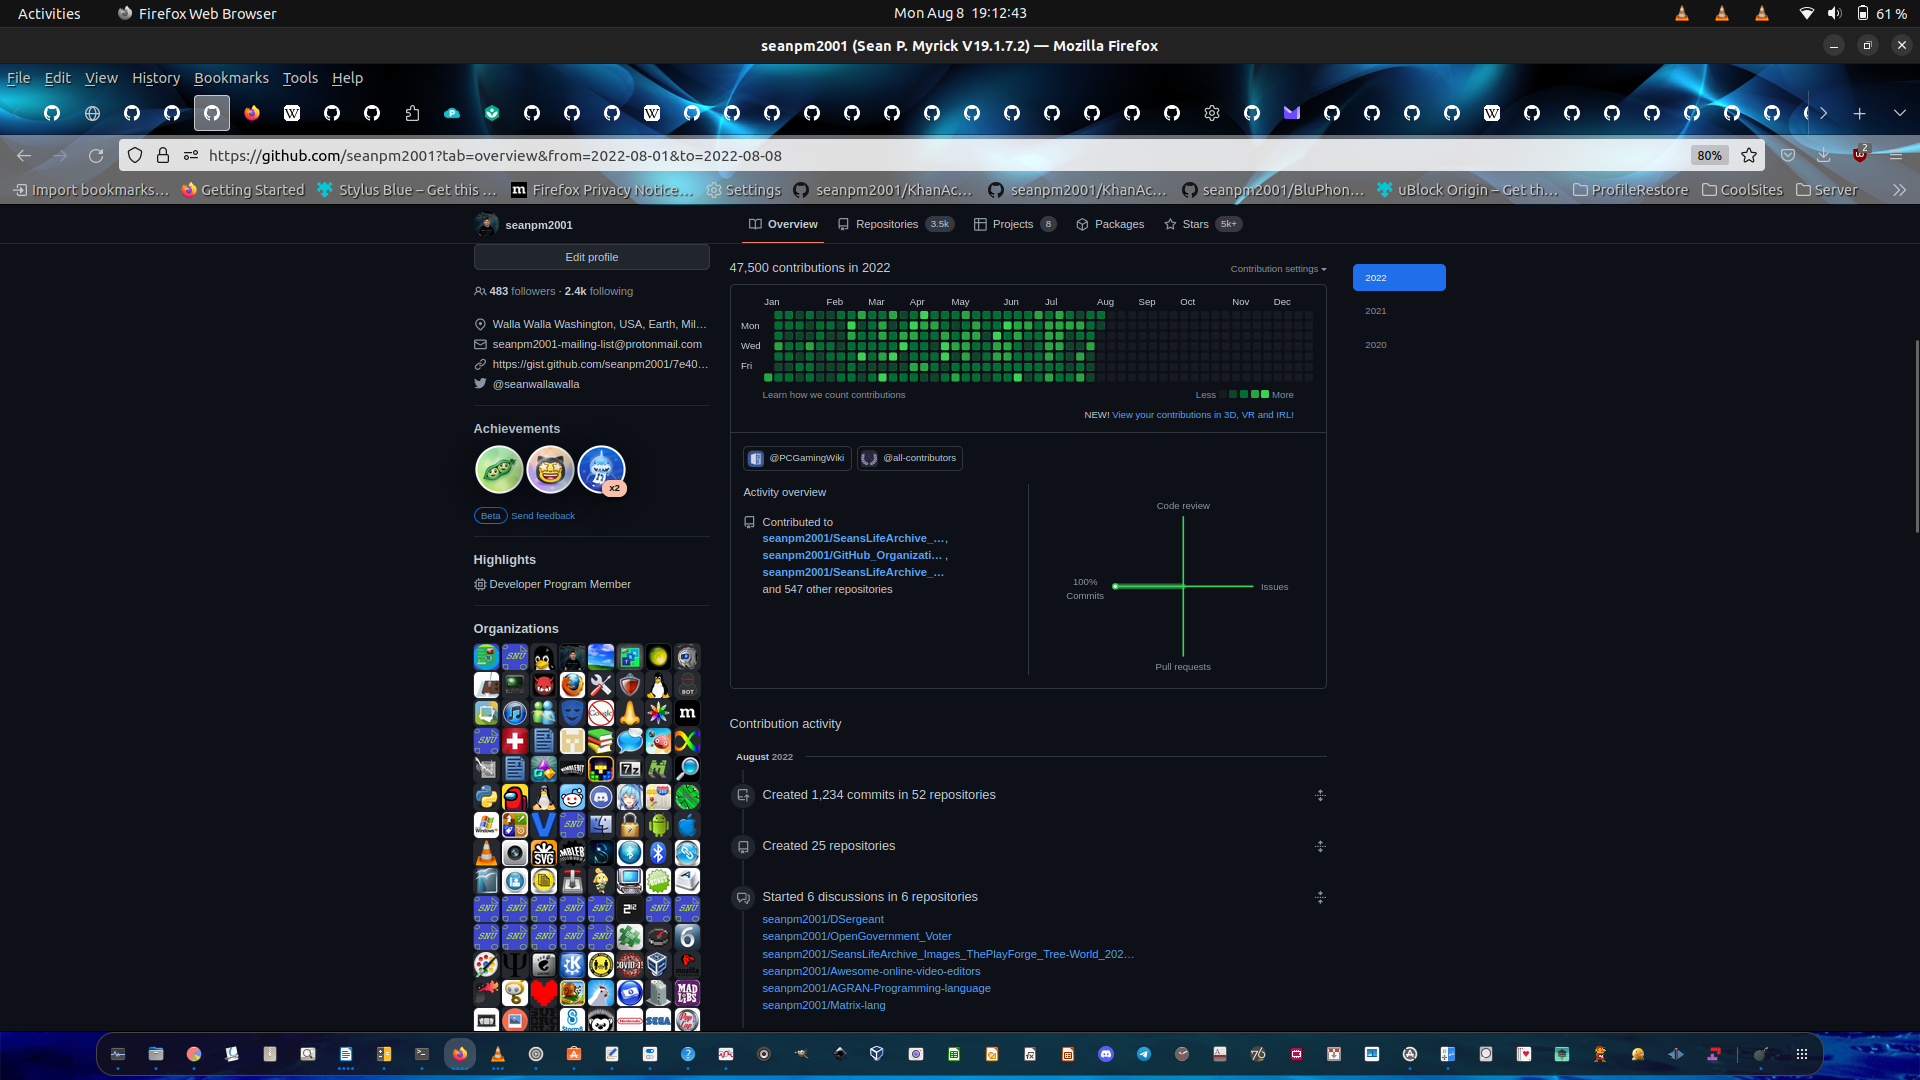 Activities
Firefox Web Browser
Mon Aug 8 19:12:43
61 %
seanpm2001 (Sean P. Myrick V19.1.7.2) — Mozilla Firefox
File Edit View History Bookmarks Tools Help
https://github.com/seanpm2001?tab=overview&from=2022-08-01&to=2022-08-08
80%
2
Import bookmarks… Getting Started Stylus Blue – Get this … Firefox Privacy Notice… Settings seanpm2001/KhanAc… seanpm2001/KhanAc… seanpm2001/BluPhon… uBlock Origin – Get th… ProfileRestore CoolSites Server
seanpm2001
Overview Repositories 3.5k Projects 8 Packages Stars 5k+
Edit profile
483 followers · 2.4k following
Walla Walla Washington, USA, Earth, Mil…
seanpm2001-mailing-list@protonmail.com
https://gist.github.com/seanpm2001/7e40…
@seanwallawalla
Achievements
x2
Beta Send feedback
Highlights
Developer Program Member
Organizations
47,500 contributions in 2022
Contribution settings
2022
2021
2020
Jan Feb Mar Apr May Jun Jul Aug Sep Oct Nov Dec
Mon
Wed
Fri
Learn how we count contributions
Less More
NEW! View your contributions in 3D, VR and IRL!
@PCGamingWiki @all-contributors
Activity overview
Contributed to
seanpm2001/SeansLifeArchive_…,
seanpm2001/GitHub_Organizati… ,
seanpm2001/SeansLifeArchive_…
and 547 other repositories
Code review
100%
Commits
Issues
Pull requests
Contribution activity
August 2022
Created 1,234 commits in 52 repositories
Created 25 repositories
Started 6 discussions in 6 repositories
seanpm2001/DSergeant
seanpm2001/OpenGovernment_Voter
seanpm2001/SeansLifeArchive_Images_ThePlayForge_Tree-World_202…
seanpm2001/Awesome-online-video-editors
seanpm2001/AGRAN-Programming-language
seanpm2001/Matrix-lang